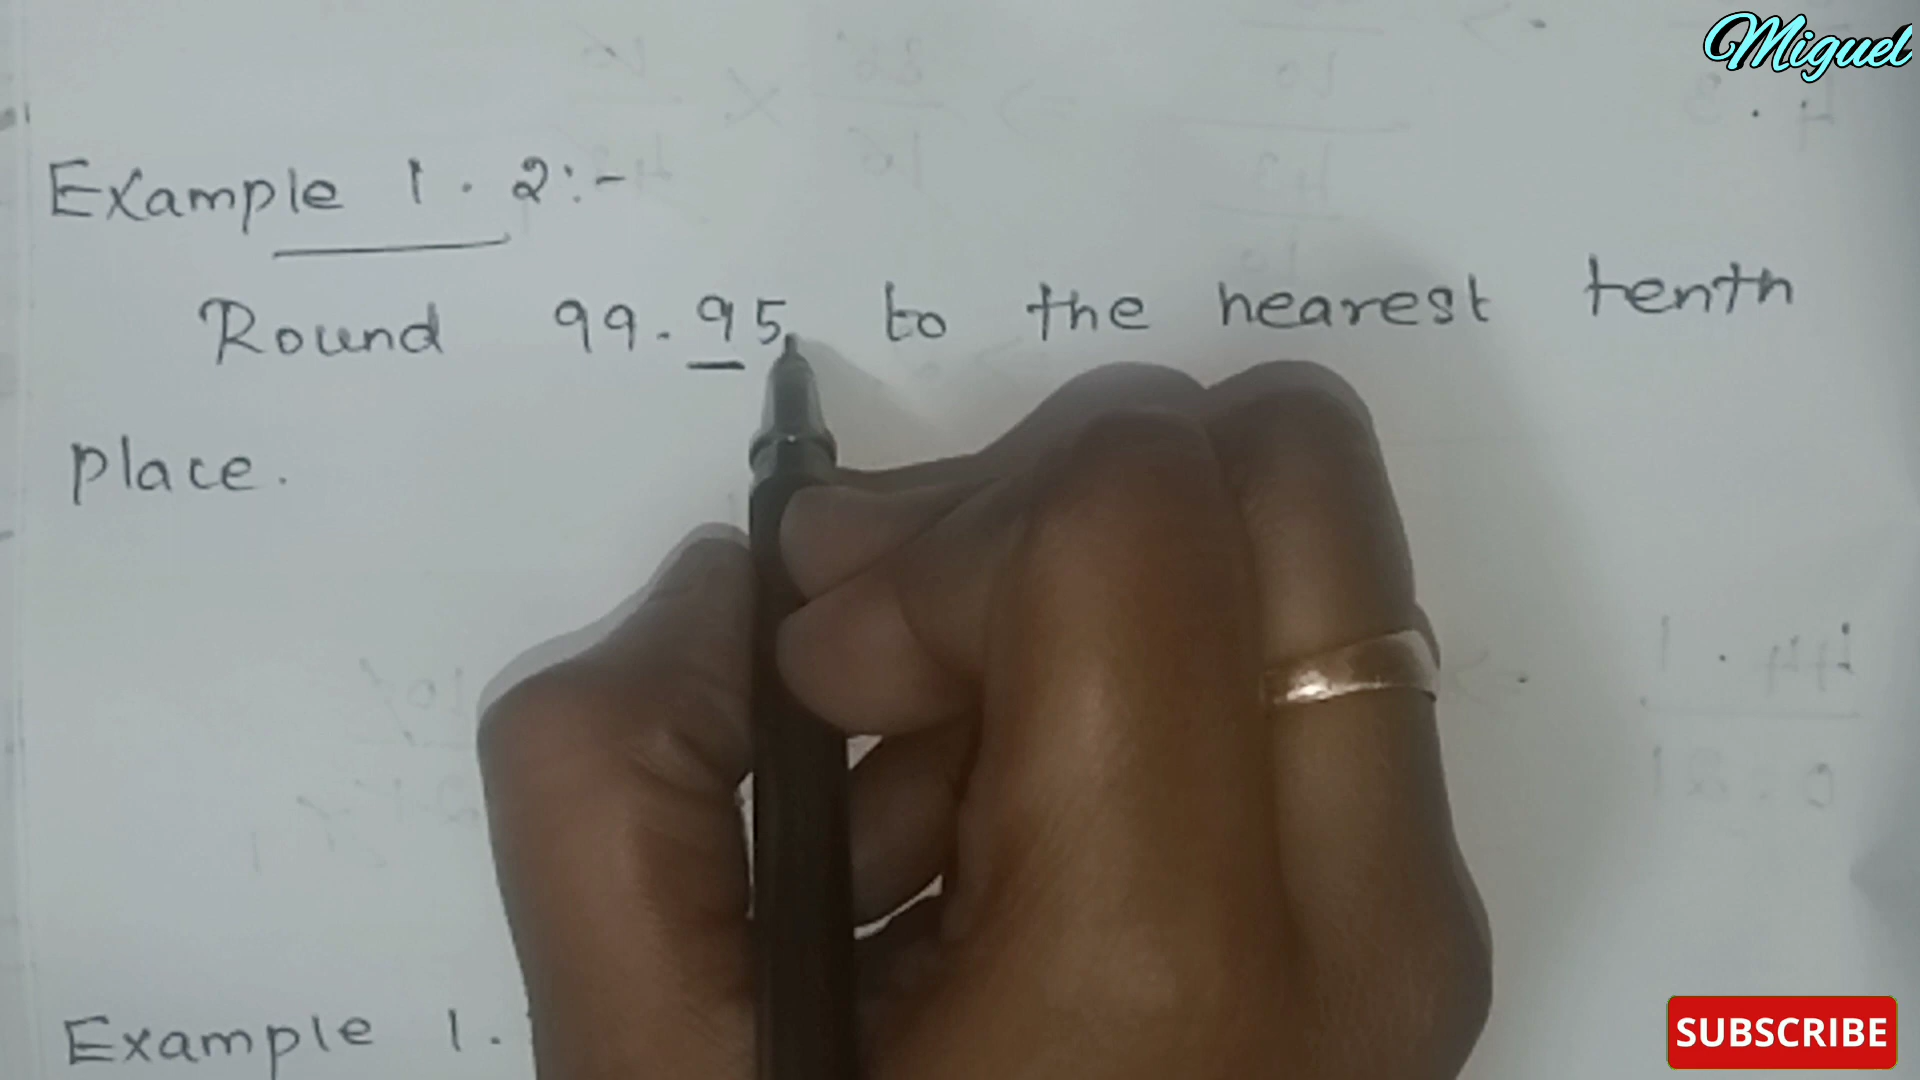 Miguel
Example 1.2:-
Round 99.95 to the nearest tenth
place.
Example 1.
SUBSCRIBE